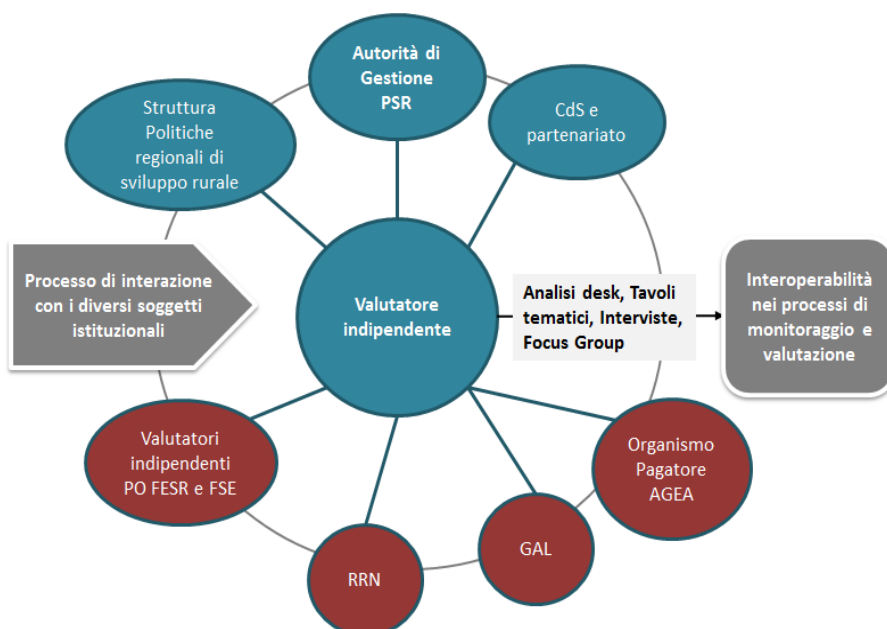 Autorità di
Gestione
PSR
Struttura
Politiche
regionali di
sviluppo rurale
CdS e
partenariato
Processo di interazione
con i diversi soggetti
istituzionali
Valutatore
indipendente
Analisi desk, Tavoli
tematici, Interviste,
Focus Group
Interoperabilità
nei processi di
monitoraggio e
valutazione
Valutatori
indipendenti
PO FESR e FSE
Organismo
Pagatore
AGEA
RRN
GAL